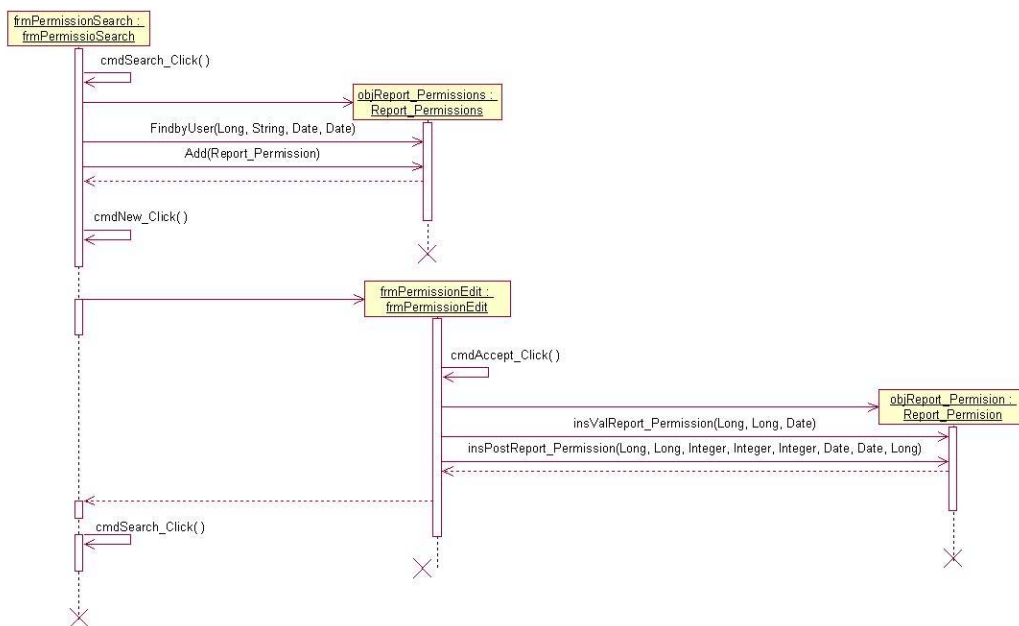 frmPermissionSearch :
frmPermissioSearch
cmdSearch_Click( )
objReport_Permissions :
Report_Permissions
FindbyUser(Long, String, Date, Date)
Add(Report_Permission)
cmdNew_Click( )
frmPermissionEdit :
frmPermissionEdit
cmdAccept_Click( )
objReport_Permision :
Report_Permision
insValReport_Permission(Long, Long, Date)
insPostReport_Permission(Long, Long, Integer, Integer, Integer, Date, Date, Long)
cmdSearch_Click( )